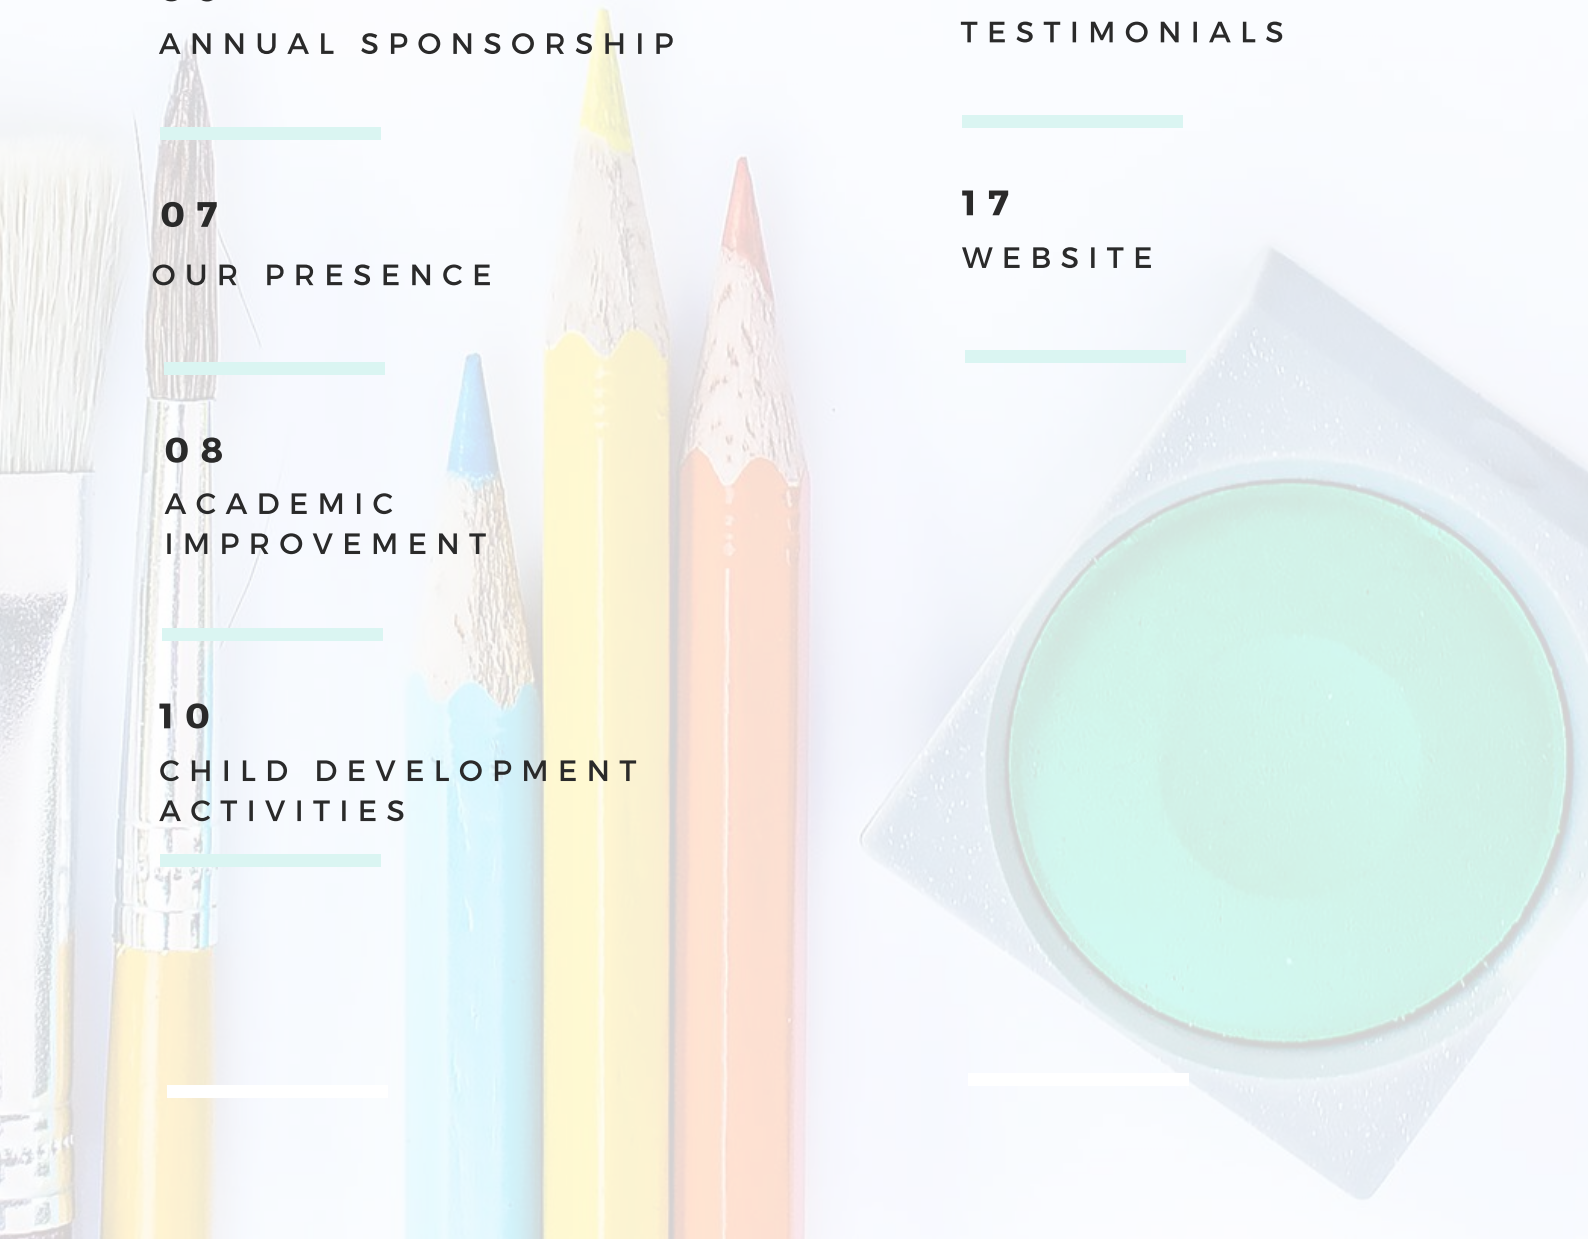 ANNUAL SPONSORSHIP
07
OUR PRESENCE
08
ACADEMIC
IMPROVEMENT
10
CHILD DEVELOPMENT
ACTIVITIES
TESTIMONIALS
17
WEBSITE